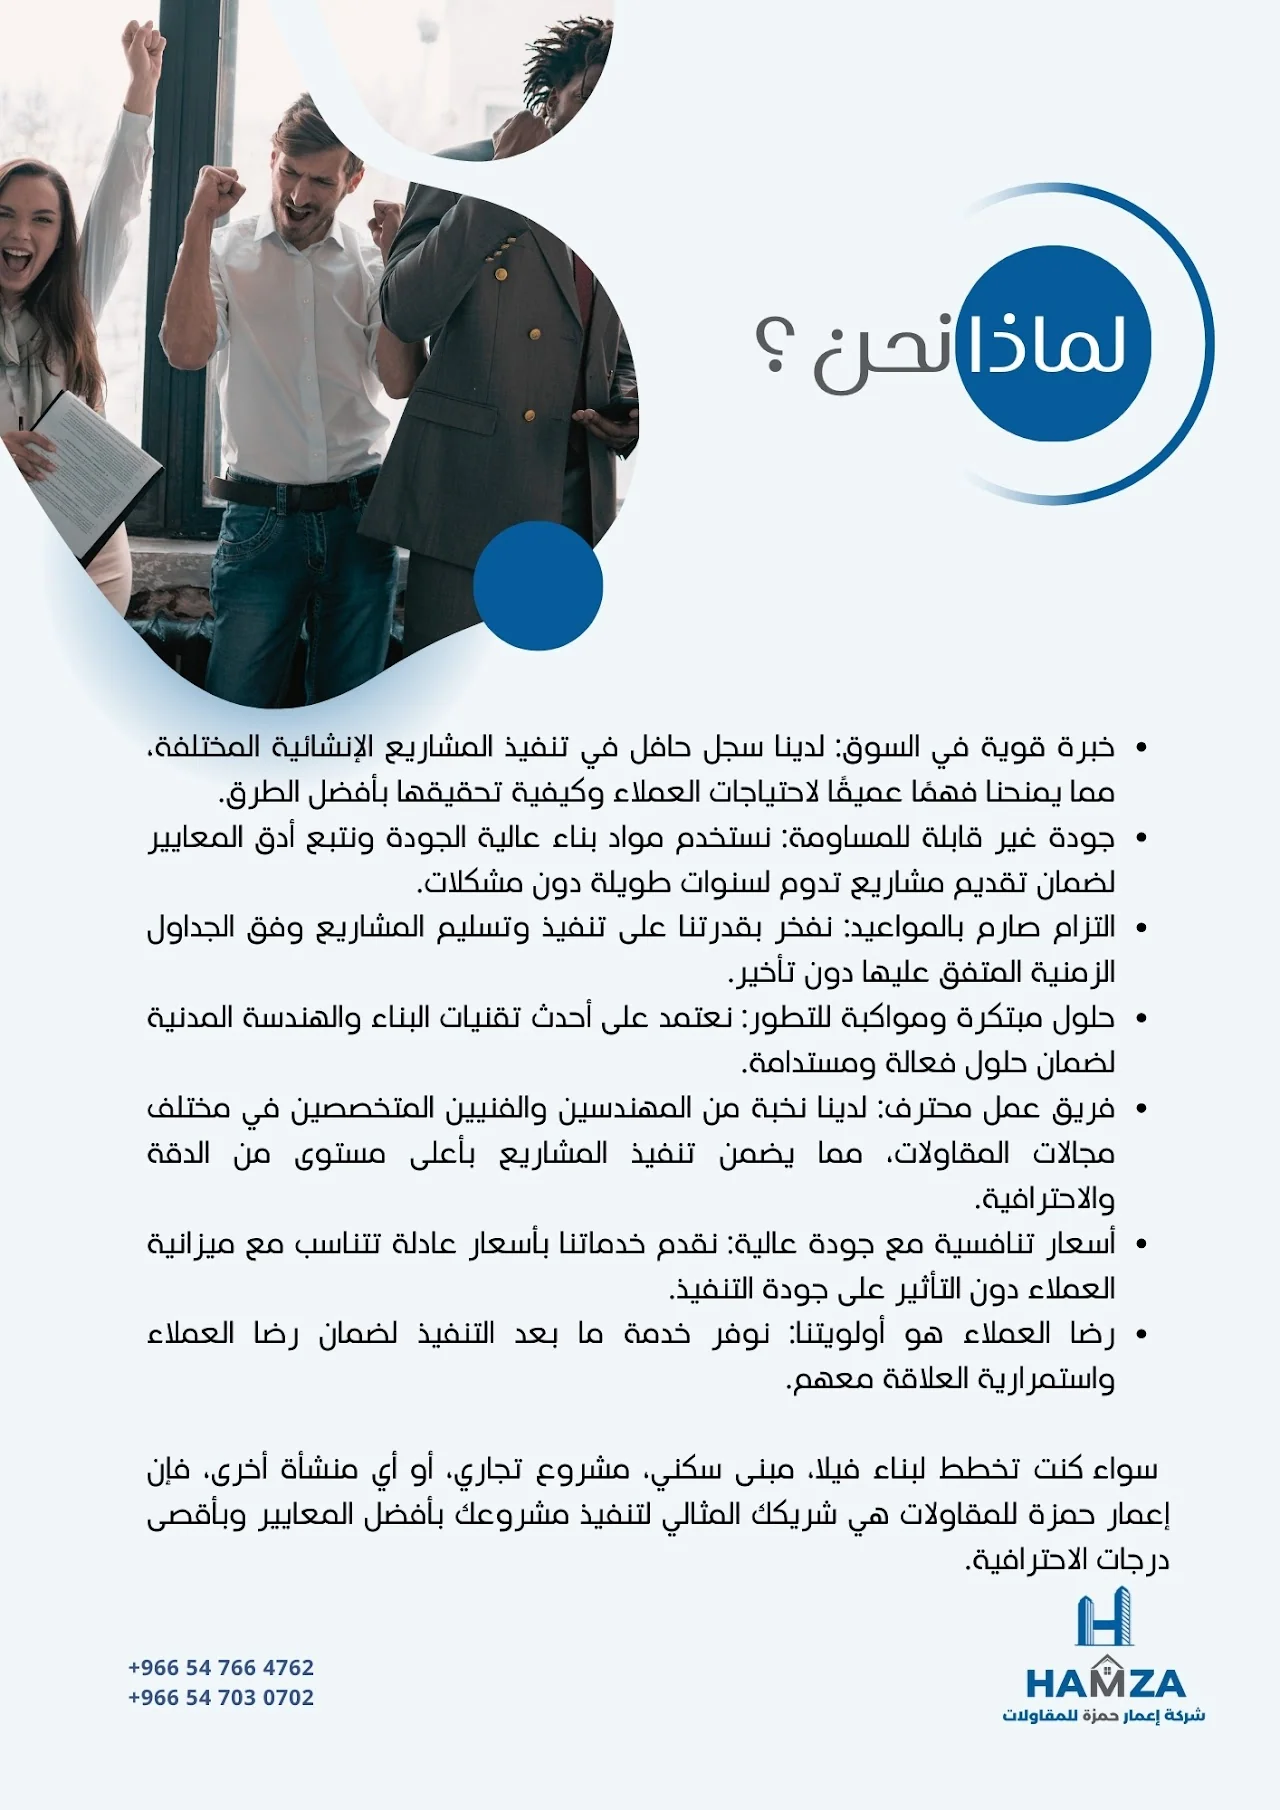 لماذا نحن ؟
• خبرة قوية في السوق: لدينا سجل حافل في تنفيذ المشاريع الإنشائية المختلفة،
مما يمنحنا فهمًا عميقًا لاحتياجات العملاء وكيفية تحقيقها بأفضل الطرق.
• جودة غير قابلة للمساومة: نستخدم مواد بناء عالية الجودة ونتبع أدق المعايير
لضمان تقديم مشاريع تدوم لسنوات طويلة دون مشكلات.
• التزام صارم بالمواعيد: نفخر بقدرتنا على تنفيذ وتسليم المشاريع وفق الجداول
الزمنية المتفق عليها دون تأخير.
• حلول مبتكرة ومواكبة للتطور: نعتمد على أحدث تقنيات البناء والهندسة المدنية
لضمان حلول فعالة ومستدامة.
• فريق عمل محترف: لدينا نخبة من المهندسين والفنيين المتخصصين في مختلف
مجالات المقاولات، مما يضمن تنفيذ المشاريع بأعلى مستوى من الدقة
والاحترافية.
• أسعار تنافسية مع جودة عالية: نقدم خدماتنا بأسعار عادلة تتناسب مع ميزانية
العملاء دون التأثير على جودة التنفيذ.
• رضا العملاء هو أولويتنا: نوفر خدمة ما بعد التنفيذ لضمان رضا العملاء
واستمرارية العلاقة معهم.
سواء كنت تخطط لبناء فيلا، مبنى سكني، مشروع تجاري، أو أي منشأة أخرى، فإن
إعمار حمزة للمقاولات هي شريكك المثالي لتنفيذ مشروعك بأفضل المعايير وبأقصى
درجات الاحترافية.
HAMZA
شركة إعمار حمزة للمقاولات
+966 54 766 4762
+966 54 703 0702